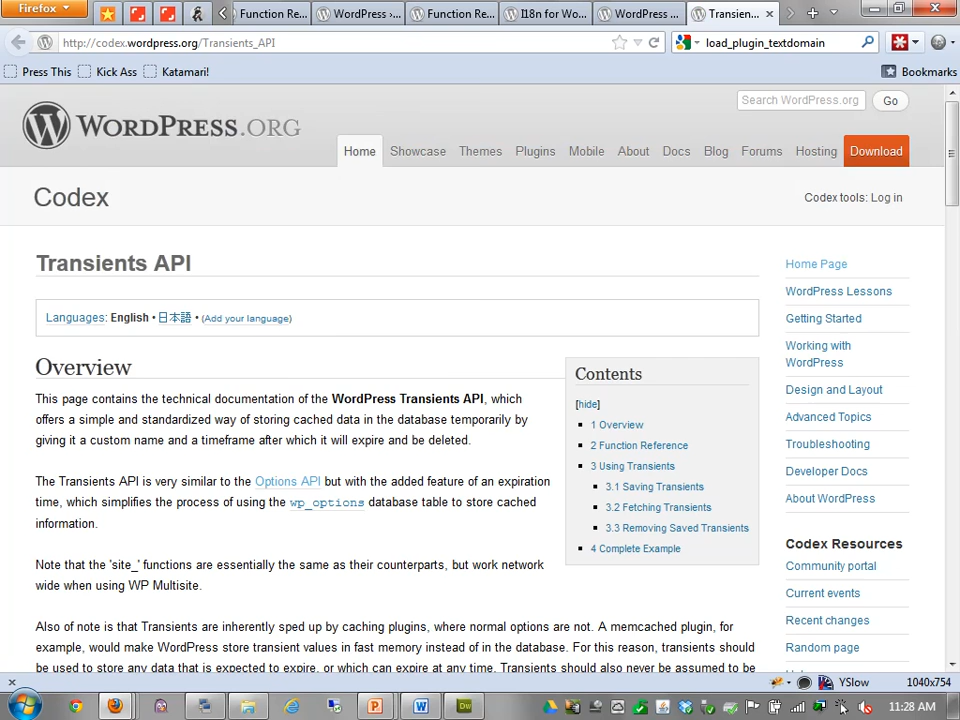 Firefox
Function Re...
WordPress ›...
Function Re...
I18n for Wo...
WordPress ...
Transien...
http://codex.wordpress.org/Transients_API
load_plugin_textdomain
Press This
Kick Ass
Katamari!
Bookmarks
WORDPRESS.ORG
Search WordPress.org
Go
Home
Showcase
Themes
Plugins
Mobile
About
Docs
Blog
Forums
Hosting
Download
Codex
Codex tools: Log in
Transients API
Languages: English • 日本語 • (Add your language)
Overview
This page contains the technical documentation of the WordPress Transients API, which
offers a simple and standardized way of storing cached data in the database temporarily by
giving it a custom name and a timeframe after which it will expire and be deleted.
The Transients API is very similar to the Options API but with the added feature of an expiration
time, which simplifies the process of using the wp_options database table to store cached
information.
Note that the 'site_' functions are essentially the same as their counterparts, but work network
wide when using WP Multisite.
Also of note is that Transients are inherently sped up by caching plugins, where normal options are not. A memcached plugin, for
example, would make WordPress store transient values in fast memory instead of in the database. For this reason, transients should
be used to store any data that is expected to expire, or which can expire at any time. Transients should also never be assumed to be
Contents
[hide]
1 Overview
2 Function Reference
3 Using Transients
3.1 Saving Transients
3.2 Fetching Transients
3.3 Removing Saved Transients
4 Complete Example
Home Page
WordPress Lessons
Getting Started
Working with
WordPress
Design and Layout
Advanced Topics
Troubleshooting
Developer Docs
About WordPress
Codex Resources
Community portal
Current events
Recent changes
Random page
YSlow
1040x754
11:28 AM